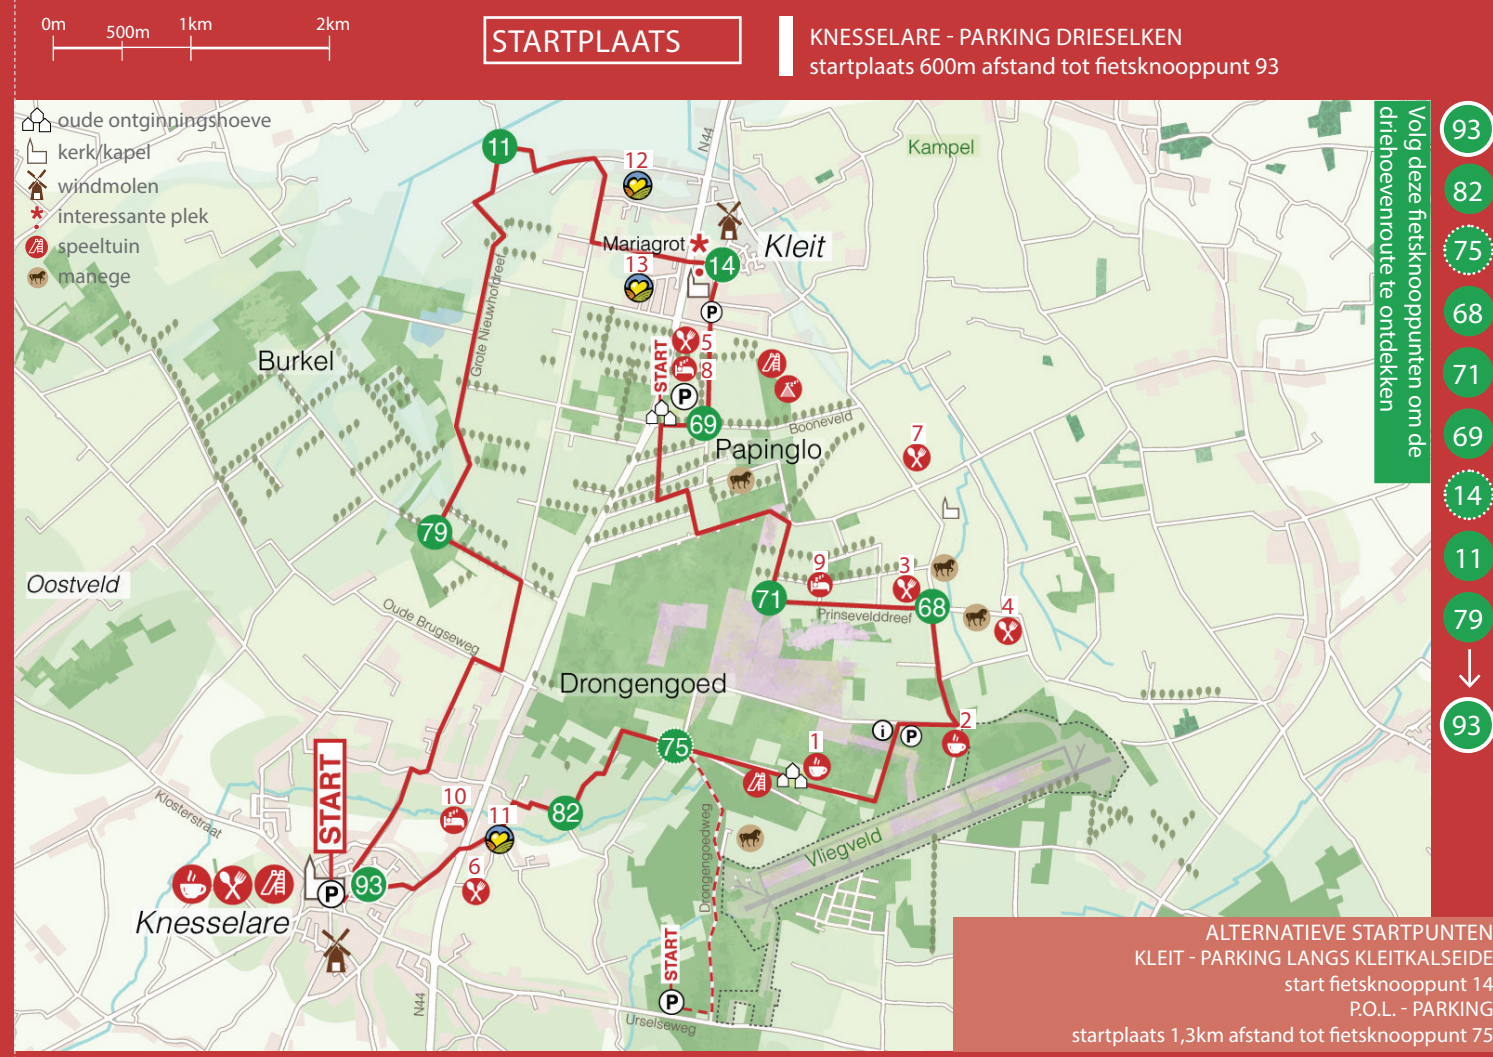 0m
500m
1km
2km
STARTPLAATS
KNESSELARE - PARKING DRIESELKEN
startplaats 600m afstand tot fietsknooppunt 93
oude ontginningshoeve
kerk/kapel
windmolen
interessante plek
speeltuin
manege
Volg deze fietsknooppunten om de
driehoevenroute te ontdekken
93
82
75
68
71
69
14
11
79
93
11
12
N44
Kampel
Mariagrot
Kleit
14
13
P
Grote Nieuwhofdreef
Burkel
START
5
8
P
69
Booneveld
Papinglo
7
79
Oostveld
Oude Brugseweg
71
9
3
68
4
Prinsevelddreef
Drongengoed
75
i
P
2
1
START
Klosterstraat
10
11
82
Vliegveld
Drongengoedweg
93
P
6
Knesselare
START
P
N44
Urselseweg
ALTERNATIEVE STARTPUNTEN
KLEIT - PARKING LANGS KLEITKALSEIDE
start fietsknooppunt 14
P.O.L. - PARKING
startplaats 1,3km afstand tot fietsknooppunt 75